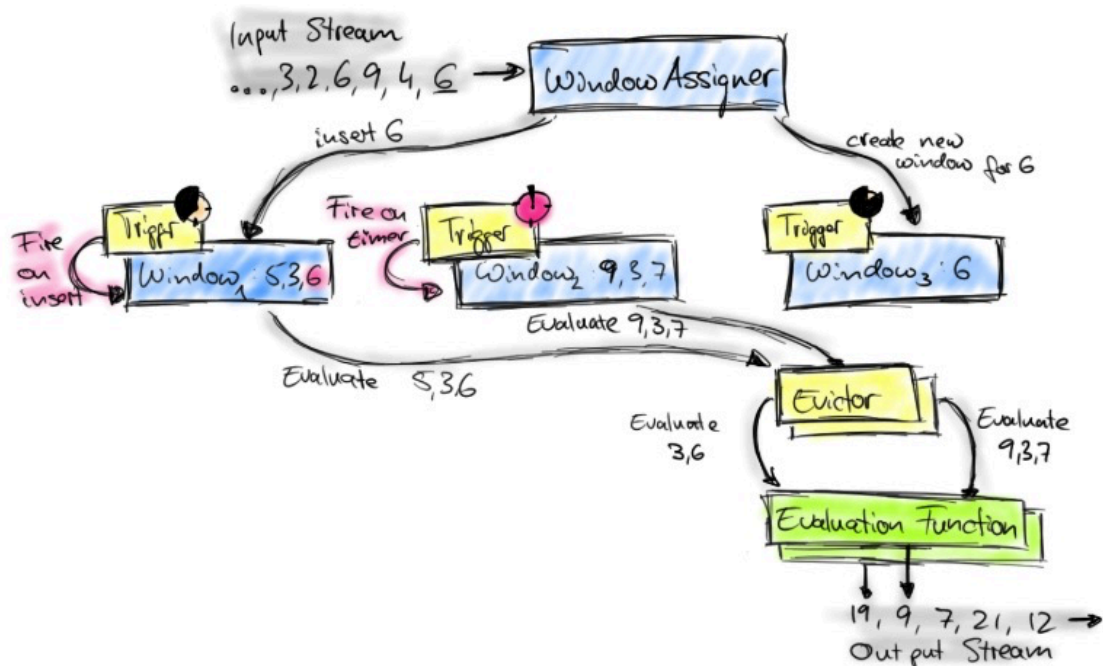 Input Stream
..., 3, 2, 6, 9, 4, 6
Window Assigner
insert 6
create new
window for 6
Trigger
Fire
on
insert
Window1 : 5,3,6
Fire on
timer
Trigger
Window2 : 9,3,7
Trigger
Window3 : 6
Evaluate 9,3,7
Evaluate 5,3,6
Evictor
Evaluate
3,6
Evaluate
9,3,7
Evaluation Function
19, 9, 7, 21, 12
Output Stream